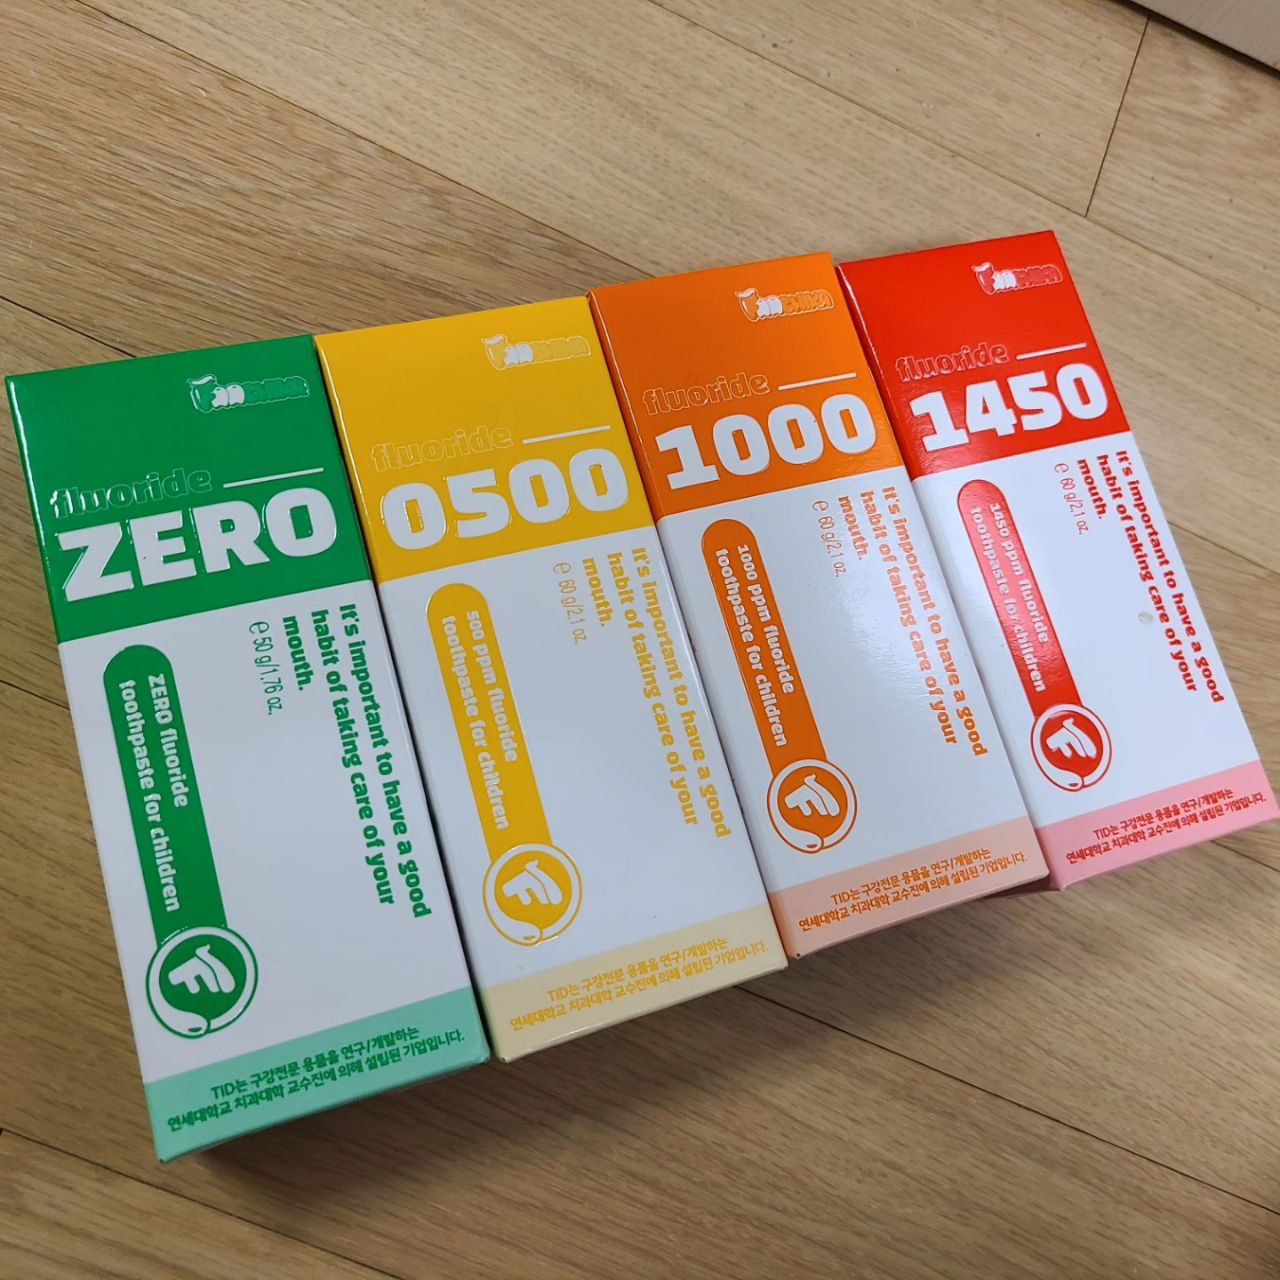 fluoride
ZERO
It's important to have a good
habit of taking care of your
mouth.
℮ 50 g/1.76 oz.
ZERO fluoride
toothpaste for children
F
TID는 구강전문 용품을 연구/개발하는
연세대학교 치과대학 교수진에 의해 설립된 기업입니다.
fluoride
0500
It's important to have a good
habit of taking care of your
mouth.
℮ 60 g/2.1 oz.
500 ppm fluoride
toothpaste for children
F
TID는 구강전문 용품을 연구/개발하는
연세대학교 치과대학 교수진에 의해 설립된 기업입니다.
fluoride
1000
It's important to have a good
habit of taking care of your
mouth.
℮ 60 g/2.1 oz.
1000 ppm fluoride
toothpaste for children
F
TID는 구강전문 용품을 연구/개발하는
연세대학교 치과대학 교수진에 의해 설립된 기업입니다.
fluoride
1450
It's important to have a good
habit of taking care of your
mouth.
℮ 60 g/2.1 oz.
1450 ppm fluoride
toothpaste for children
F
TID는 구강전문 용품을 연구/개발하는
연세대학교 치과대학 교수진에 의해 설립된 기업입니다.